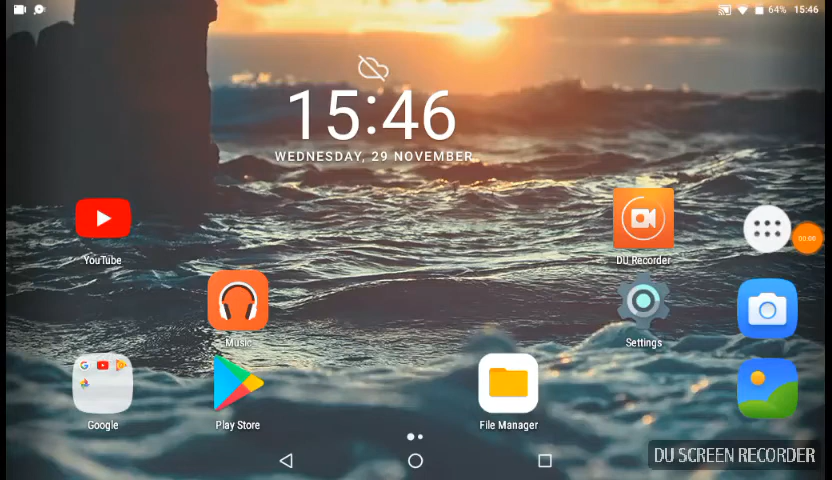 64% 15:46
15:46
WEDNESDAY, 29 NOVEMBER
YouTube
DU Recorder
00:00
Music
Settings
Google
Play Store
File Manager
DU SCREEN RECORDER